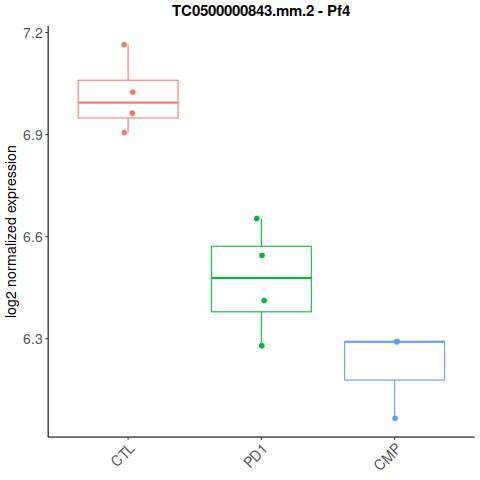 TC0500000843.mm.2 - Pf4
log2 normalized expression
7.2
6.9
6.6
6.3
CTL
PD1
CMP